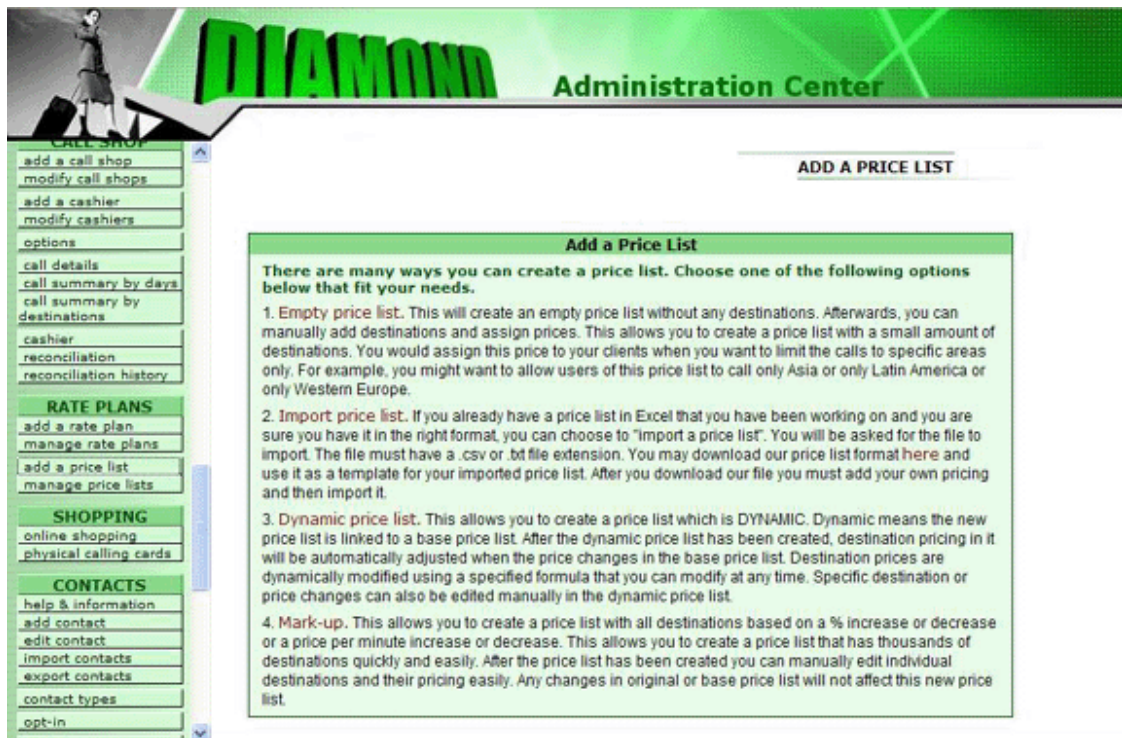 DIAMOND
Administration Center
CALL SHOP
add a call shop
modify call shops
add a cashier
modify cashiers
options
call details
call summary by days
call summary by
destinations
cashier
reconciliation
reconciliation history
RATE PLANS
add a rate plan
manage rate plans
add a price list
manage price lists
SHOPPING
online shopping
physical calling cards
CONTACTS
help & information
add contact
edit contact
import contacts
export contacts
contact types
opt-in
ADD A PRICE LIST
Add a Price List
There are many ways you can create a price list. Choose one of the following options
below that fit your needs.
1. Empty price list. This will create an empty price list without any destinations. Afterwards, you can
manually add destinations and assign prices. This allows you to create a price list with a small amount of
destinations. You would assign this price to your clients when you want to limit the calls to specific areas
only. For example, you might want to allow users of this price list to call only Asia or only Latin America or
only Western Europe.
2. Import price list. If you already have a price list in Excel that you have been working on and you are
sure you have it in the right format, you can choose to "import a price list". You will be asked for the file to
import. The file must have a .csv or .txt file extension. You may download our price list format here and
use it as a template for your imported price list. After you download our file you must add your own pricing
and then import it.
3. Dynamic price list. This allows you to create a price list which is DYNAMIC. Dynamic means the new
price list is linked to a base price list. After the dynamic price list has been created, destination pricing in it
will be automatically adjusted when the price changes in the base price list. Destination prices are
dynamically modified using a specified formula that you can modify at any time. Specific destination or
price changes can also be edited manually in the dynamic price list.
4. Mark-up. This allows you to create a price list with all destinations based on a % increase or decrease
or a price per minute increase or decrease. This allows you to create a price list that has thousands of
destinations quickly and easily. After the price list has been created you can manually edit individual
destinations and their pricing easily. Any changes in original or base price list will not affect this new price
list.